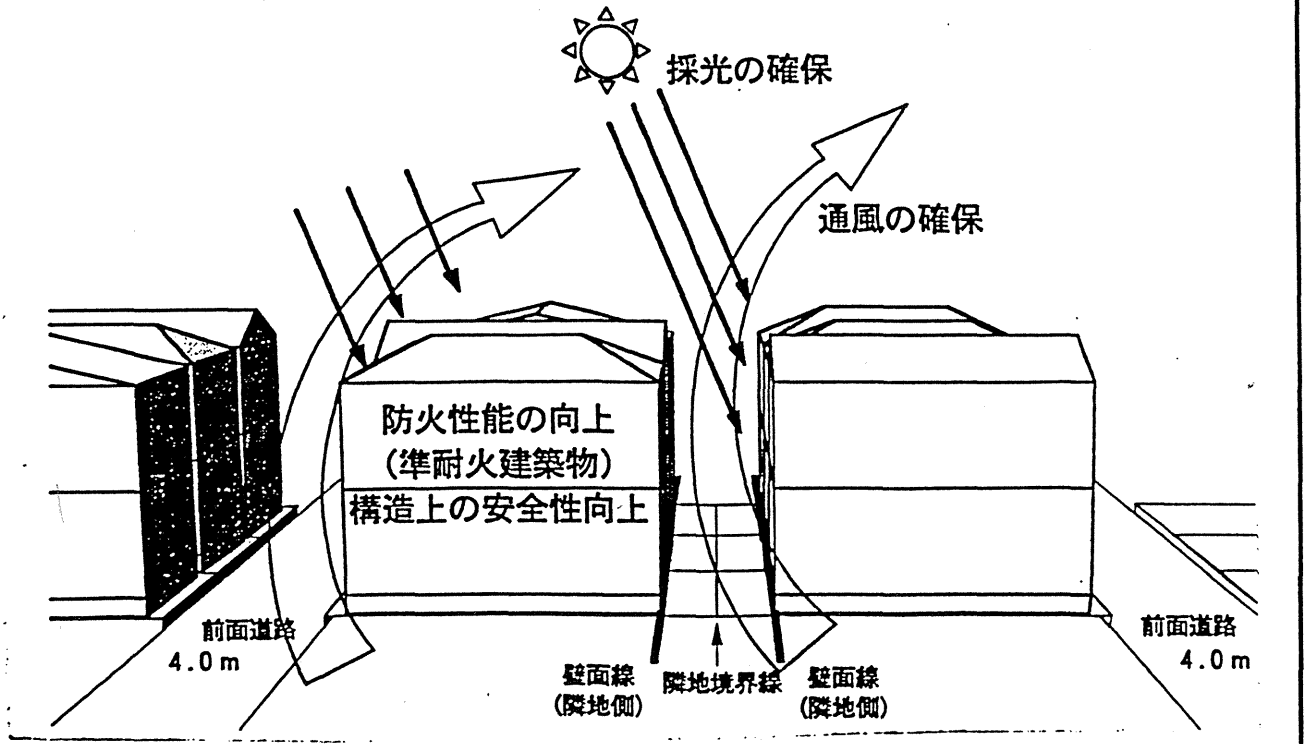 採光の確保
通風の確保
防火性能の向上
（準耐火建築物）
構造上の安全性向上
前面道路
4.0m
壁面線
（隣地側）
隣地境界線
壁面線
（隣地側）
前面道路
4.0m